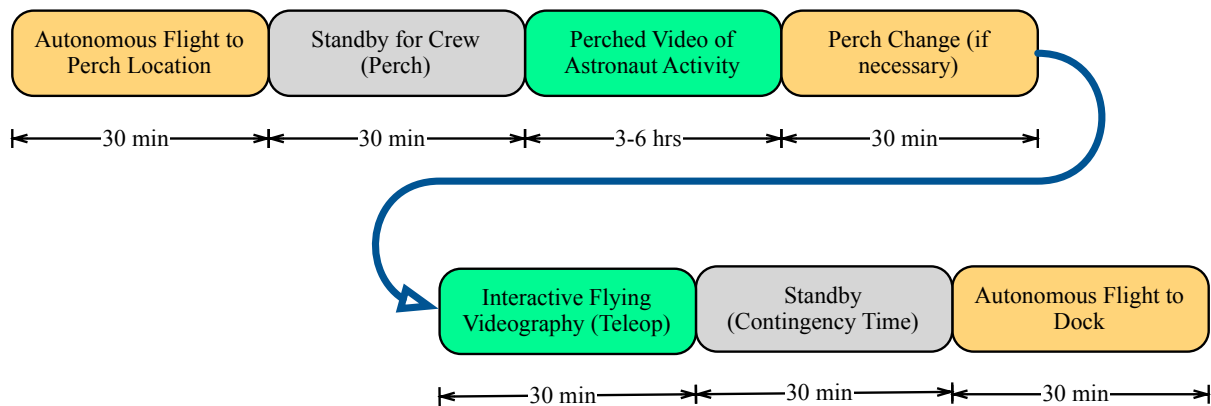 Autonomous Flight to
Perch Location
Standby for Crew
(Perch)
Perched Video of
Astronaut Activity
Perch Change (if
necessary)
30 min
30 min
3-6 hrs
30 min
Interactive Flying
Videography (Teleop)
Standby
(Contingency Time)
Autonomous Flight to
Dock
30 min
30 min
30 min